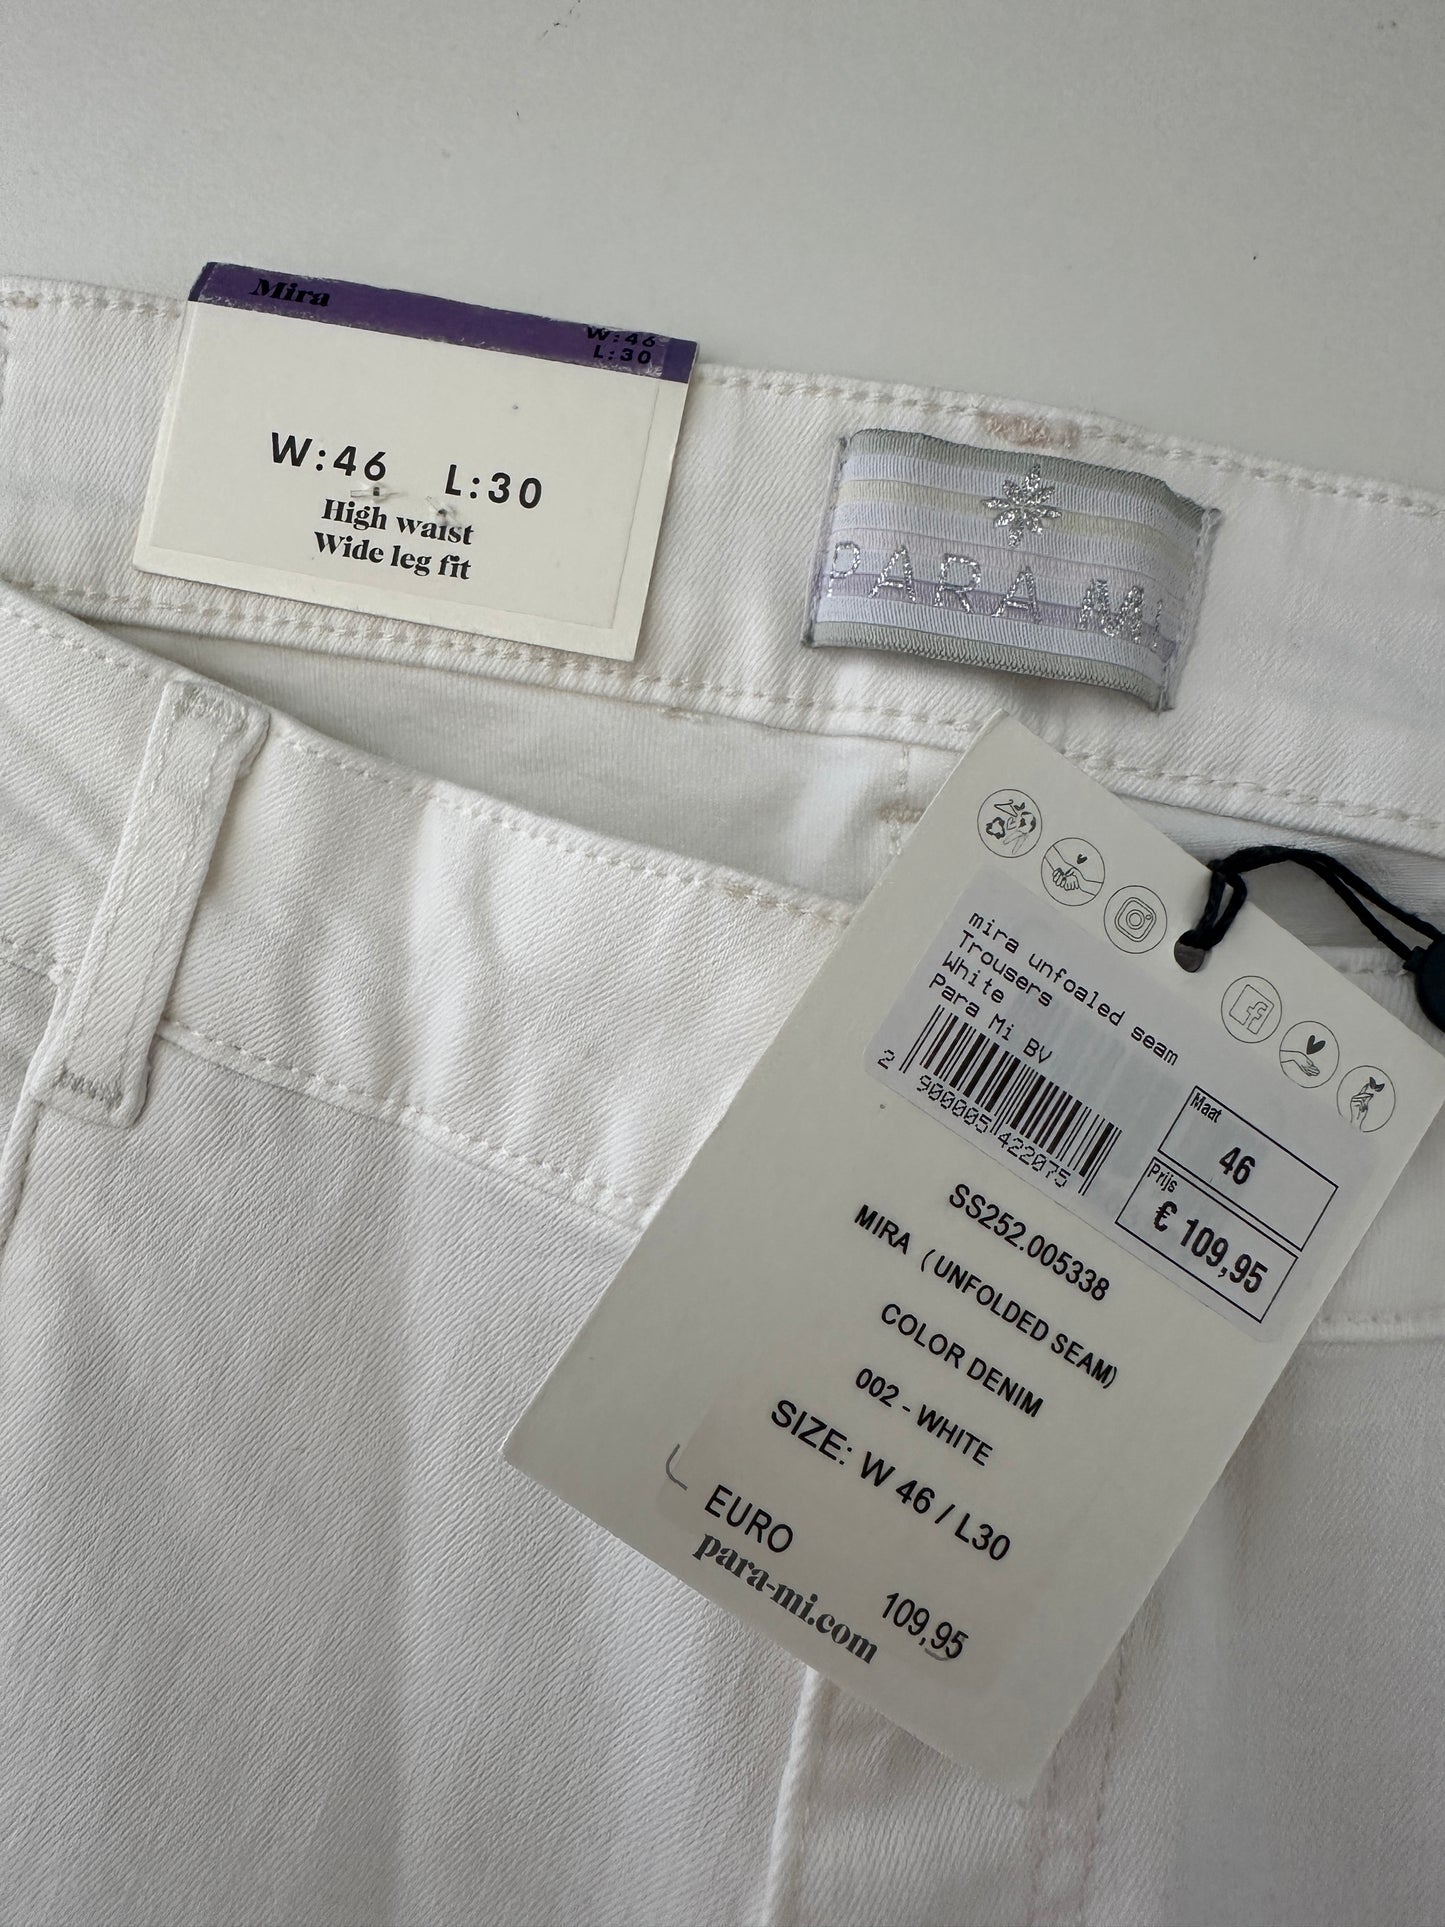 Mira
W:46
L:30
W:46 L:30
High waist
Wide leg fit
PARA MI
mira unfoaled seam
Trousers
White
Para Mi BV
2 900005 422075
Maat
46
Prijs
€ 109,95
SS252.005338
MIRA (UNFOLDED SEAM)
COLOR DENIM
002 - WHITE
SIZE: W 46 / L30
EURO
109,95
para-mi.com